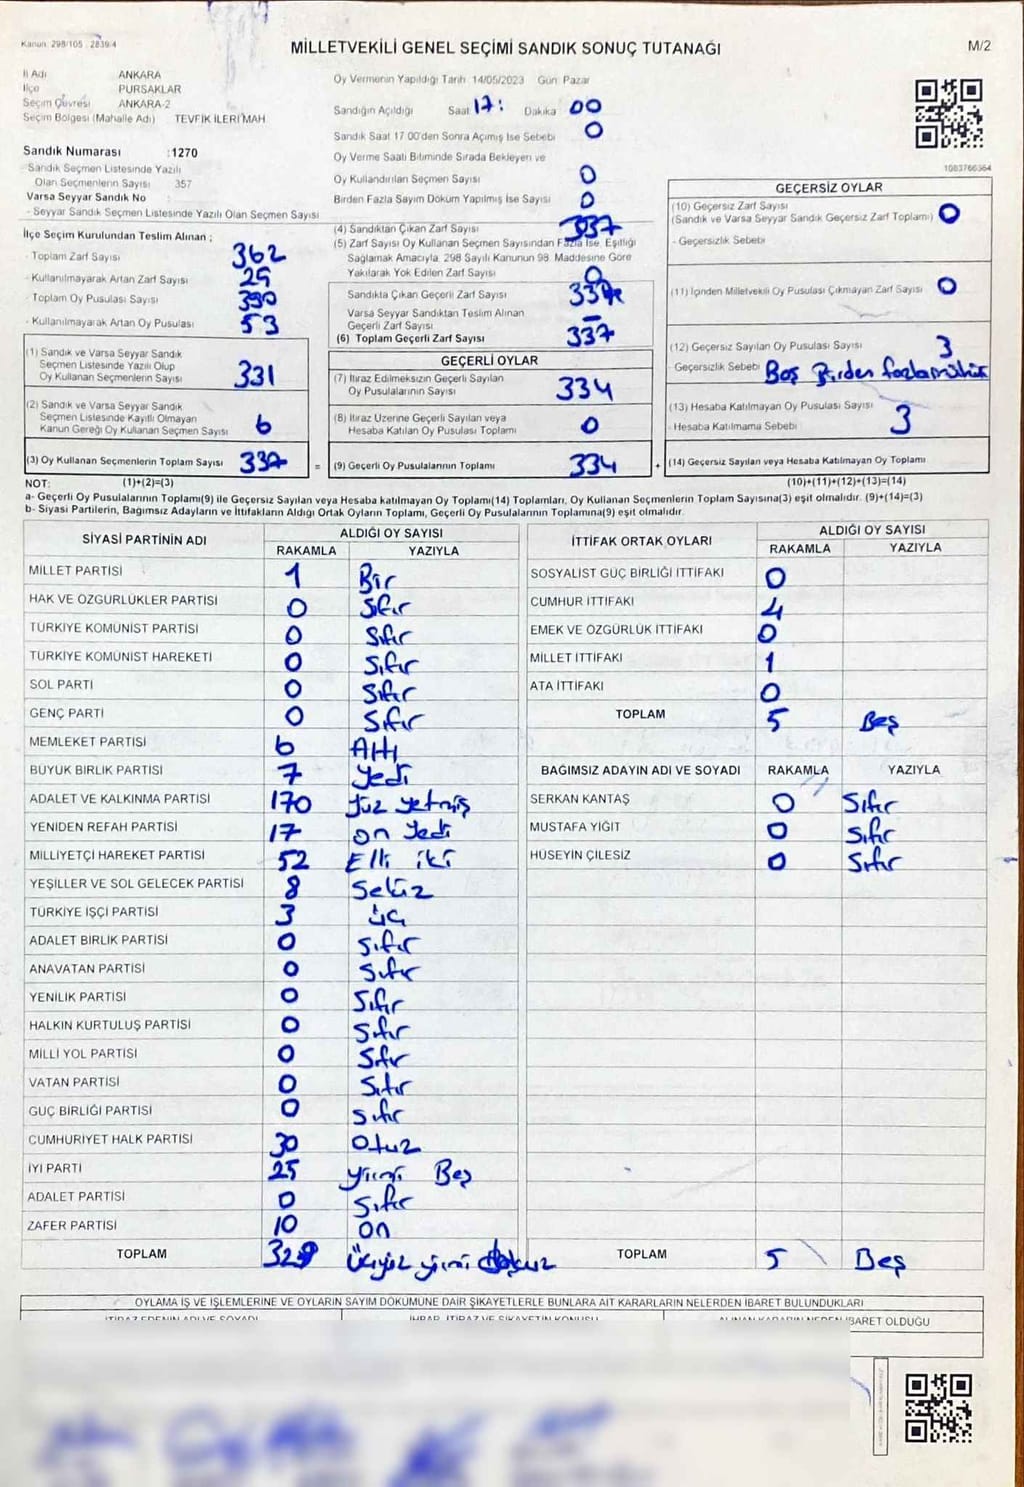 Kanun: 298/105 , 2839/4
MİLLETVEKİLİ GENEL SEÇİMİ SANDIK SONUÇ TUTANAĞI
M/2
İl Adı ANKARA
İlçe PURSAKLAR
Seçim Çevresi ANKARA-2
Seçim Bölgesi (Mahalle Adı) TEVFİK İLERİ MAH
Sandık Numarası :1270
- Sandık Seçmen Listesinde Yazılı
Olan Seçmenlerin Sayısı 357
Varsa Seyyar Sandık No :
- Seyyar Sandık Seçmen Listesinde Yazılı Olan Seçmen Sayısı
İlçe Seçim Kurulundan Teslim Alınan ;
- Toplam Zarf Sayısı 362
- Kullanılmayarak Artan Zarf Sayısı 25
- Toplam Oy Pusulası Sayısı 390
- Kullanılmayarak Artan Oy Pusulası 53
(1) Sandık ve Varsa Seyyar Sandık
Seçmen Listesinde Yazılı Olup
Oy Kullanan Seçmenlerin Sayısı 331
(2) Sandık ve Varsa Seyyar Sandık
Seçmen Listesinde Kayıtlı Olmayan
Kanun Gereği Oy Kullanan Seçmen Sayısı 6
(3) Oy Kullanan Seçmenlerin Toplam Sayısı 337 =
Oy Vermenin Yapıldığı Tarih 14/05/2023 Gün Pazar
Sandığın Açıldığı Saat 17: Dakika 00
Sandık Saat 17 00'den Sonra Açımış İse Sebebi 0
Oy Verme Saati Bitiminde Sırada Bekleyen ve
Oy Kullandırılan Seçmen Sayısı 0
Birden Fazla Sayım Döküm Yapılmış İse Sayısı 0
(4) Sandıktan Çıkan Zarf Sayısı 337
(5) Zarf Sayısı Oy Kullanan Seçmen Sayısından Fazla İse, Eşitliği
Sağlamak Amacıyla, 298 Sayılı Kanunun 98. Maddesine Göre
Yakılarak Yok Edilen Zarf Sayısı 0
Sandıkta Çıkan Geçerli Zarf Sayısı
Varsa Seyyar Sandıktan Teslim Alınan
Geçerli Zarf Sayısı –
(6) Toplam Geçerli Zarf Sayısı 337
GEÇERLİ OYLAR
(7) İtiraz Edilmeksizin Geçerli Sayılan
Oy Pusulalarının Sayısı 334
(8) İtiraz Üzerine Geçerli Sayılan veya
Hesaba Katılan Oy Pusulası Toplamı 0
(9) Geçerli Oy Pusulalarının Toplamı 334 +
1083766364
GEÇERSİZ OYLAR
(10) Geçersiz Zarf Sayısı
(Sandık ve Varsa Seyyar Sandık Geçersiz Zarf Toplamı) 0
- Geçersizlik Sebebi
(11) İçinden Milletvekili Oy Pusulası Çıkmayan Zarf Sayısı 0
(12) Geçersiz Sayılan Oy Pusulası Sayısı 3
- Geçersizlik Sebebi Boş Birden fazla mühür
(13) Hesaba Katılmayan Oy Pusulası Sayısı
- Hesaba Katılmama Sebebi 3
(14) Geçersiz Sayılan veya Hesaba Katılmayan Oy Toplamı
NOT: (1)+(2)=(3) (10)+(11)+(12)+(13)=(14)
a- Geçerli Oy Pusulalarının Toplamı(9) ile Geçersiz Sayılan veya Hesaba katılmayan Oy Toplamı(14) Toplamları, Oy Kullanan Seçmenlerin Toplam Sayısına(3) eşit olmalıdır. (9)+(14)=(3)
b- Siyasi Partilerin, Bağımsız Adayların ve İttifakların Aldığı Ortak Oyların Toplamı, Geçerli Oy Pusulalarının Toplamına(9) eşit olmalıdır.
SİYASİ PARTİNİN ADI ALDIĞI OY SAYISI
RAKAMLA YAZIYLA
MİLLET PARTİSİ 1 Bir
HAK VE ÖZGÜRLÜKLER PARTİSİ 0 Sıfır
TÜRKİYE KOMÜNİST PARTİSİ 0 Sıfır
TÜRKİYE KOMÜNİST HAREKETİ 0 Sıfır
SOL PARTİ 0 Sıfır
GENÇ PARTİ 0 Sıfır
MEMLEKET PARTİSİ 6 Altı
BÜYÜK BİRLİK PARTİSİ 7 Yedi
ADALET VE KALKINMA PARTİSİ 170 Yüz yetmiş
YENİDEN REFAH PARTİSİ 17 on Yedi
MİLLİYETÇİ HAREKET PARTİSİ 52 Elli iki
YEŞİLLER VE SOL GELECEK PARTİSİ 8 Sekiz
TÜRKİYE İŞÇİ PARTİSİ 3 üç
ADALET BİRLİK PARTİSİ 0 Sıfır
ANAVATAN PARTİSİ 0 Sıfır
YENİLİK PARTİSİ 0 Sıfır
HALKIN KURTULUŞ PARTİSİ 0 Sıfır
MİLLİ YOL PARTİSİ 0 Sıfır
VATAN PARTİSİ 0 Sıfır
GÜÇ BİRLİĞİ PARTİSİ 0 Sıfır
CUMHURİYET HALK PARTİSİ 30 Otuz
İYİ PARTİ 25 yirmi Beş
ADALET PARTİSİ 0 Sıfır
ZAFER PARTİSİ 10 On
TOPLAM 329 Üçyüz yirmi dokuz
İTTİFAK ORTAK OYLARI ALDIĞI OY SAYISI
RAKAMLA YAZIYLA
SOSYALİST GÜÇ BİRLİĞİ İTTİFAKI 0
CUMHUR İTTİFAKI 4
EMEK VE ÖZGÜRLÜK İTTİFAKI 0
MİLLET İTTİFAKI 1
ATA İTTİFAKI 0
TOPLAM 5 Beş
BAĞIMSIZ ADAYIN ADI VE SOYADI RAKAMLA YAZIYLA
SERKAN KANTAŞ 0 Sıfır
MUSTAFA YİĞİT 0 Sıfır
HÜSEYİN ÇİLESİZ 0 Sıfır
TOPLAM 5 Beş
OYLAMA İŞ VE İŞLEMLERİNE VE OYLARIN SAYIM DÖKÜMÜNE DAİR ŞİKAYETLERLE BUNLARA AİT KARARLARIN NELERDEN İBARET BULUNDUKLARI
İTİRAZ EDENİN ADI VE SOYADI İHBAR, İTİRAZ VE ŞİKAYETİN KONUSU ALINAN KARARIN NEDEN İBARET OLDUĞU